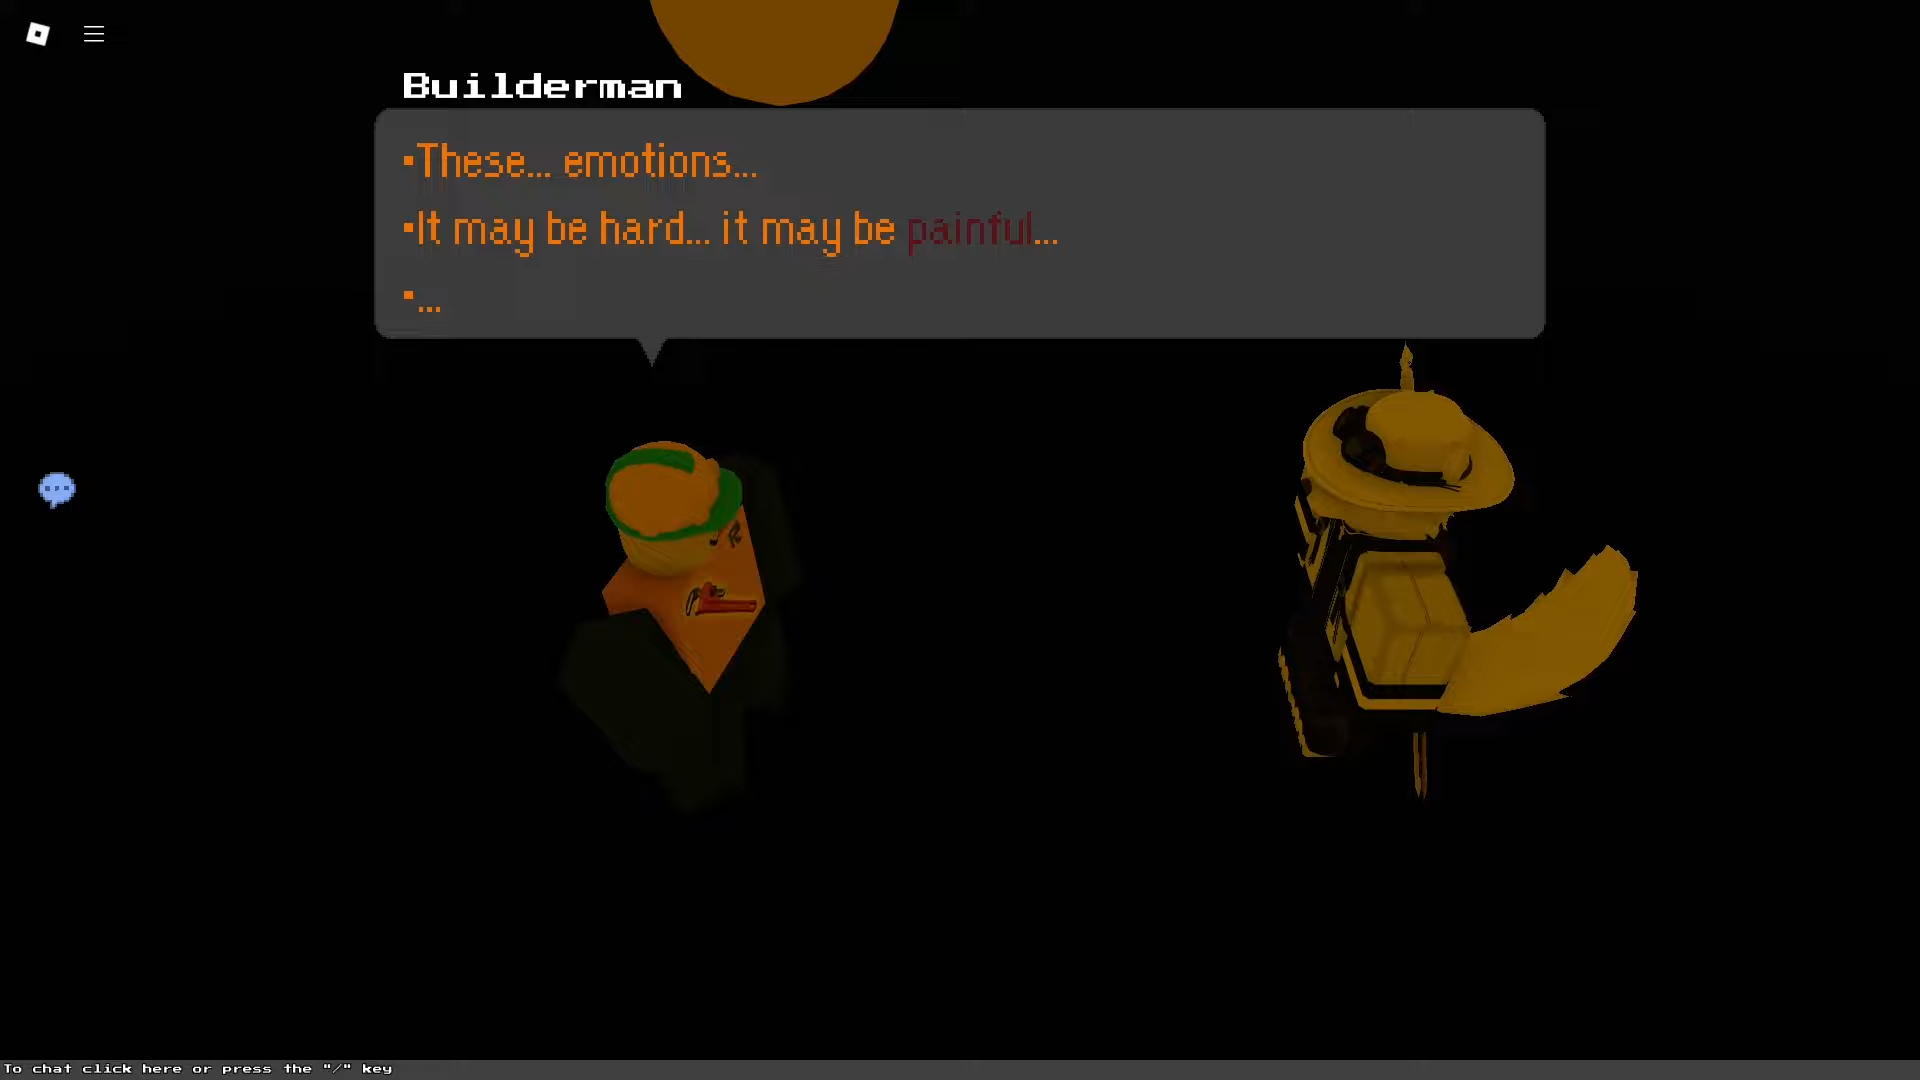 Builderman
▪These... emotions...
▪It may be hard... it may be painful...
▪...
To chat click here or press the "/" key